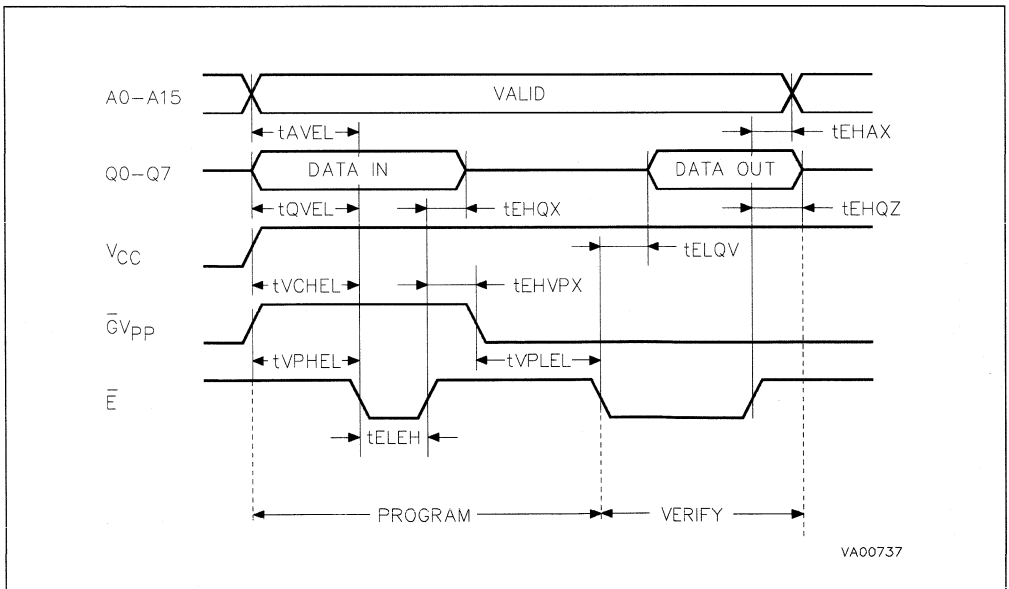 A0-A15
VALID
tAVEL
tEHAX
Q0-Q7
DATA IN
DATA OUT
tQVEL
tEHQX
tEHQZ
VCC
tELQV
tVCHEL
tEHVPX
G̅VPP
tVPHEL
tVPLEL
E̅
tELEH
PROGRAM
VERIFY
VA00737